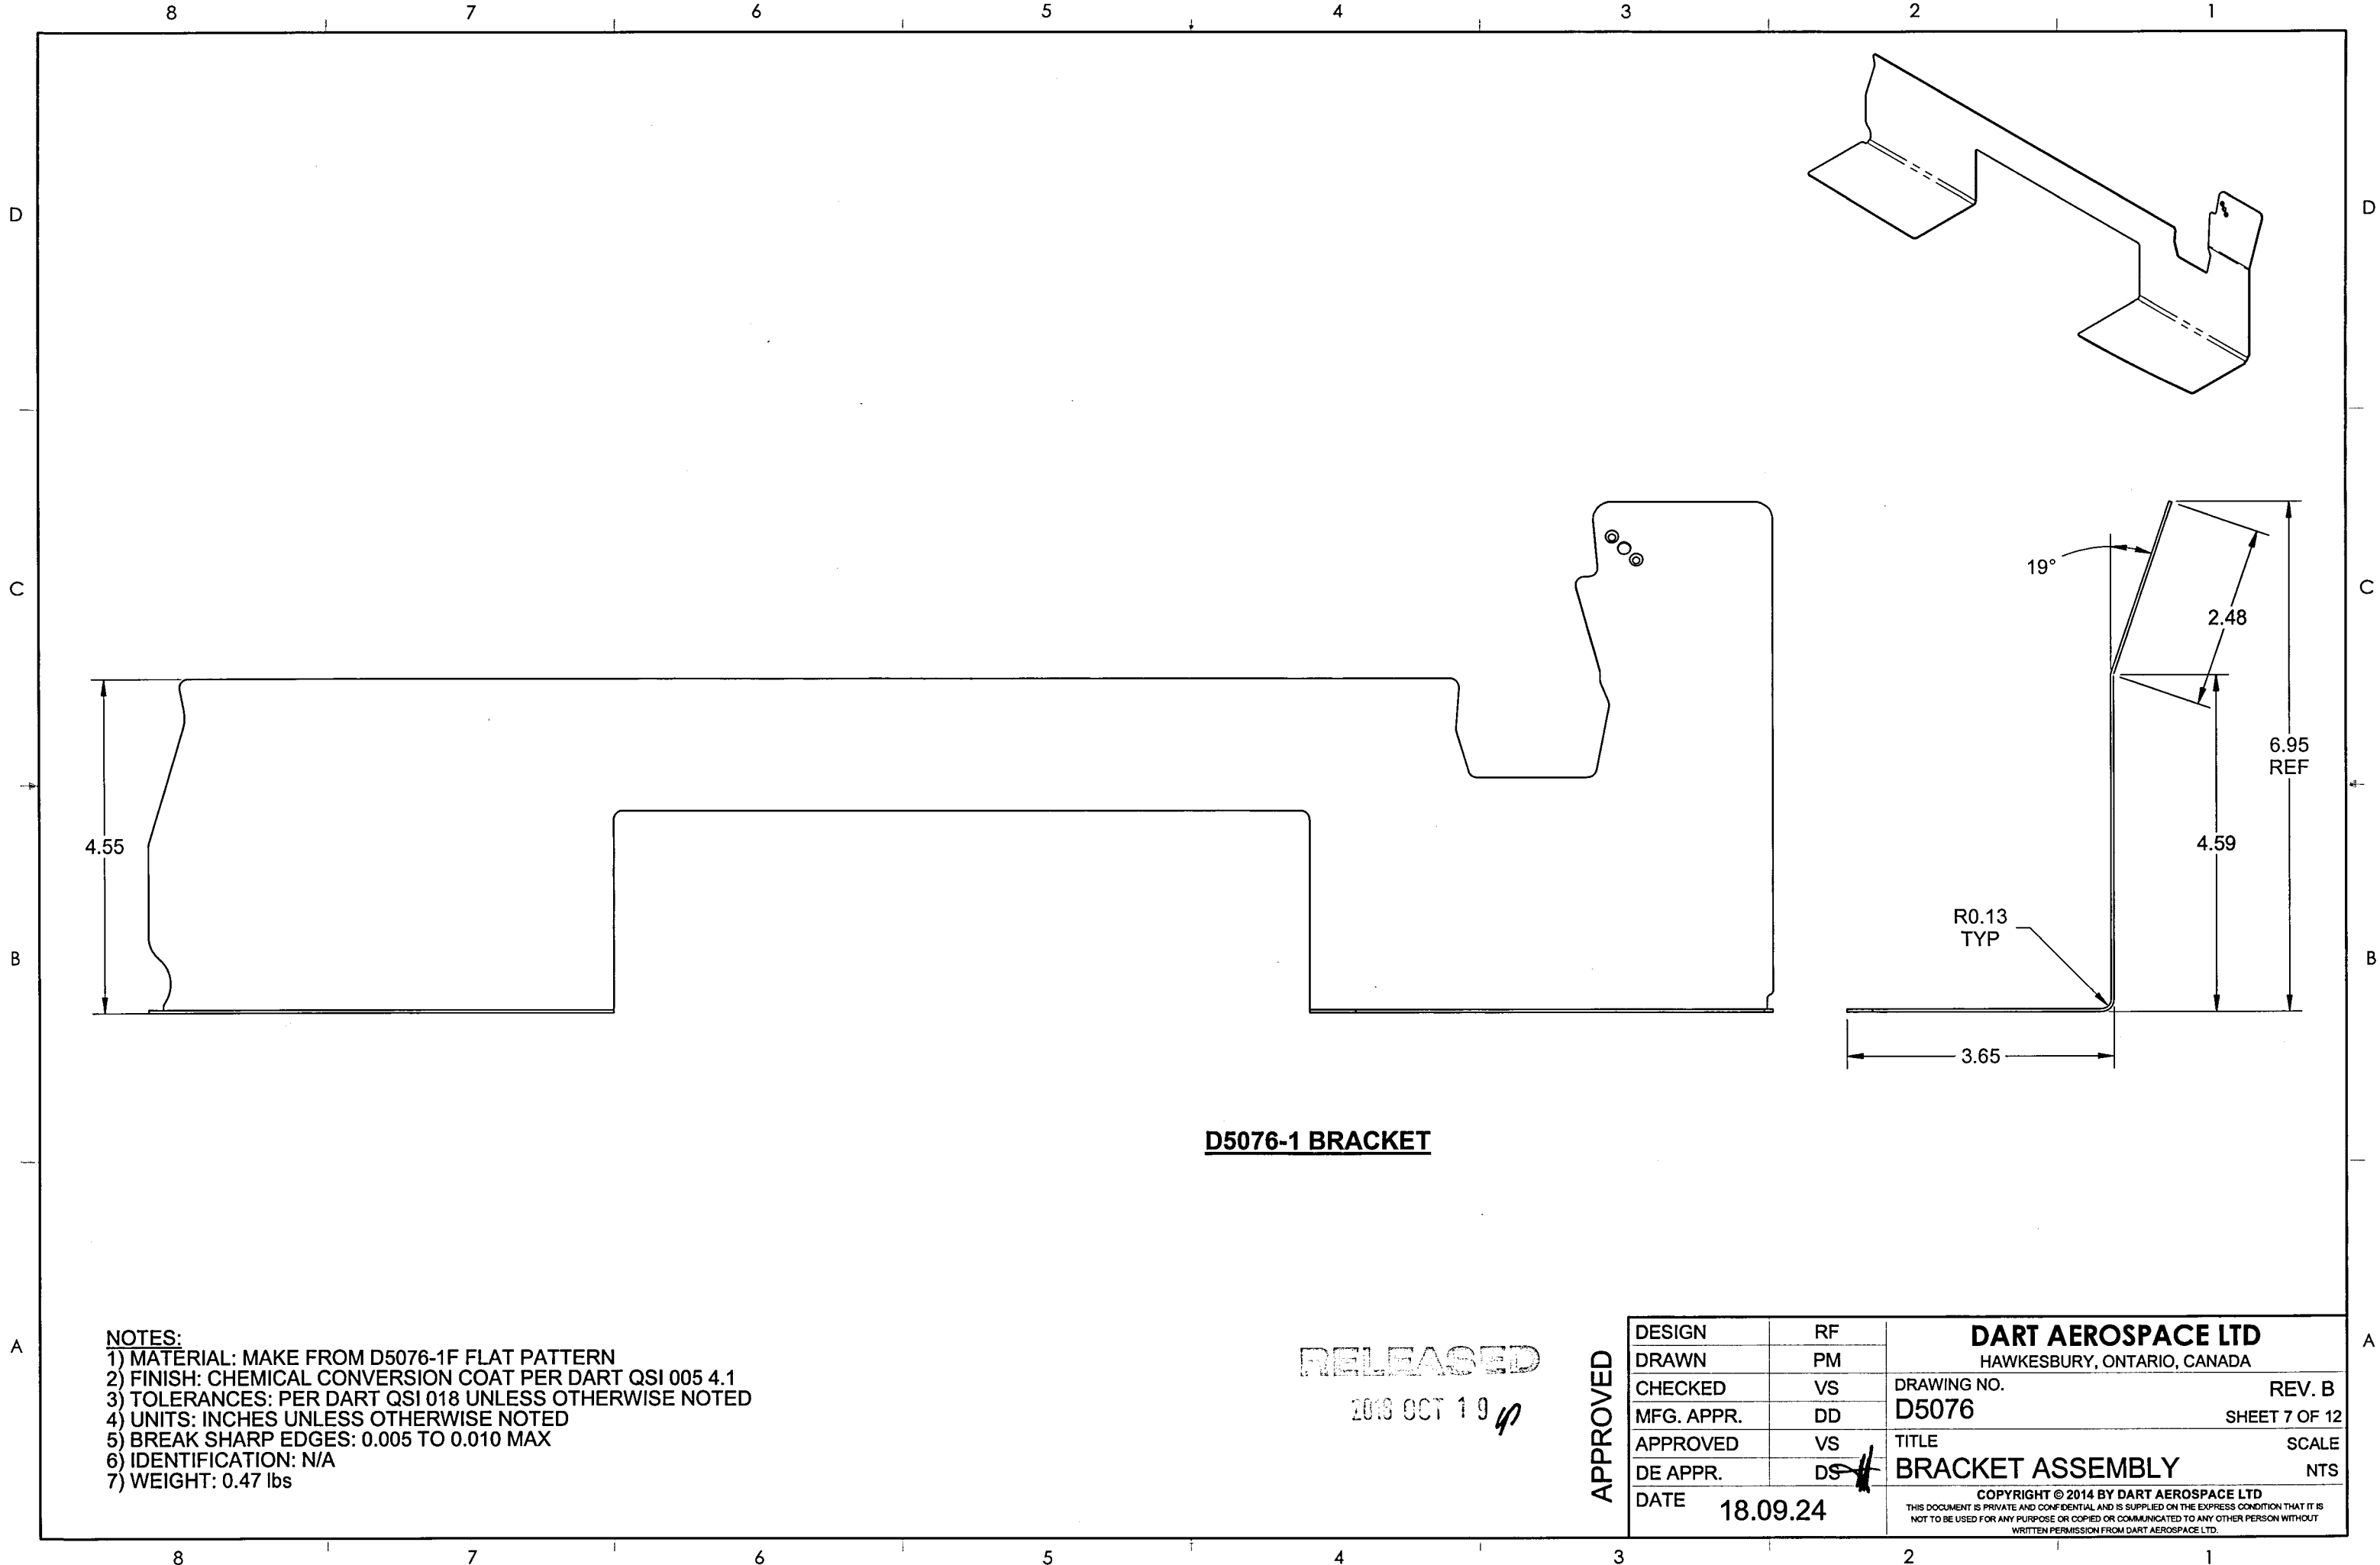 8 7 6 5 4 3 2 1
D D
19°
C C
2.48
6.95
REF
4.55
4.59
R0.13
TYP
B B
3.65
D5076-1 BRACKET
A A
NOTES:
1) MATERIAL: MAKE FROM D5076-1F FLAT PATTERN
2) FINISH: CHEMICAL CONVERSION COAT PER DART QSI 005 4.1
3) TOLERANCES: PER DART QSI 018 UNLESS OTHERWISE NOTED
4) UNITS: INCHES UNLESS OTHERWISE NOTED
5) BREAK SHARP EDGES: 0.005 TO 0.010 MAX
6) IDENTIFICATION: N/A
7) WEIGHT: 0.47 lbs
RELEASED
OCT 19
APPROVED
DESIGN RF
DRAWN PM
CHECKED VS
MFG. APPR. DD
APPROVED VS
DE APPR. DS
DATE 18.09.24
DART AEROSPACE LTD
HAWKESBURY, ONTARIO, CANADA
DRAWING NO. REV. B
D5076 SHEET 7 OF 12
TITLE SCALE
BRACKET ASSEMBLY NTS
COPYRIGHT © 2014 BY DART AEROSPACE LTD
THIS DOCUMENT IS PRIVATE AND CONFIDENTIAL AND IS SUPPLIED ON THE EXPRESS CONDITION THAT IT IS
NOT TO BE USED FOR ANY PURPOSE OR COPIED OR COMMUNICATED TO ANY OTHER PERSON WITHOUT
WRITTEN PERMISSION FROM DART AEROSPACE LTD.
8 7 6 5 4 3 2 1